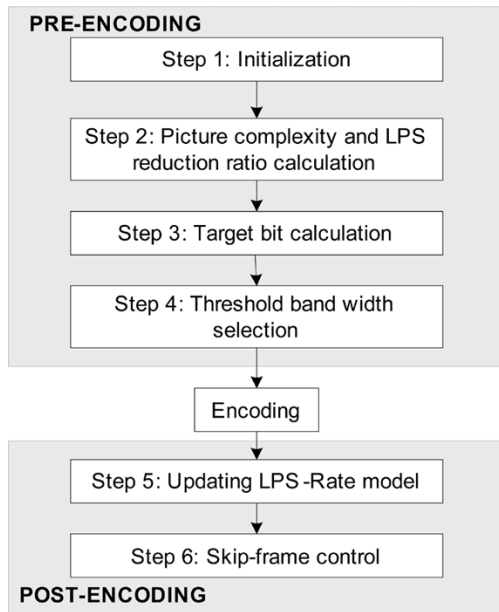 PRE-ENCODING
Step 1: Initialization
Step 2: Picture complexity and LPS
reduction ratio calculation
Step 3: Target bit calculation
Step 4: Threshold band width
selection
Encoding
Step 5: Updating LPS-Rate model
Step 6: Skip-frame control
POST-ENCODING